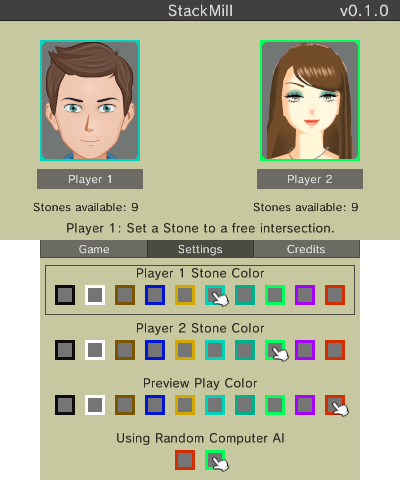 StackMill v0.1.0
Player 1 Player 2
Stones available: 9 Stones available: 9
Player 1: Set a Stone to a free intersection.
Game Settings Credits
Player 1 Stone Color
Player 2 Stone Color
Preview Play Color
Using Random Computer AI